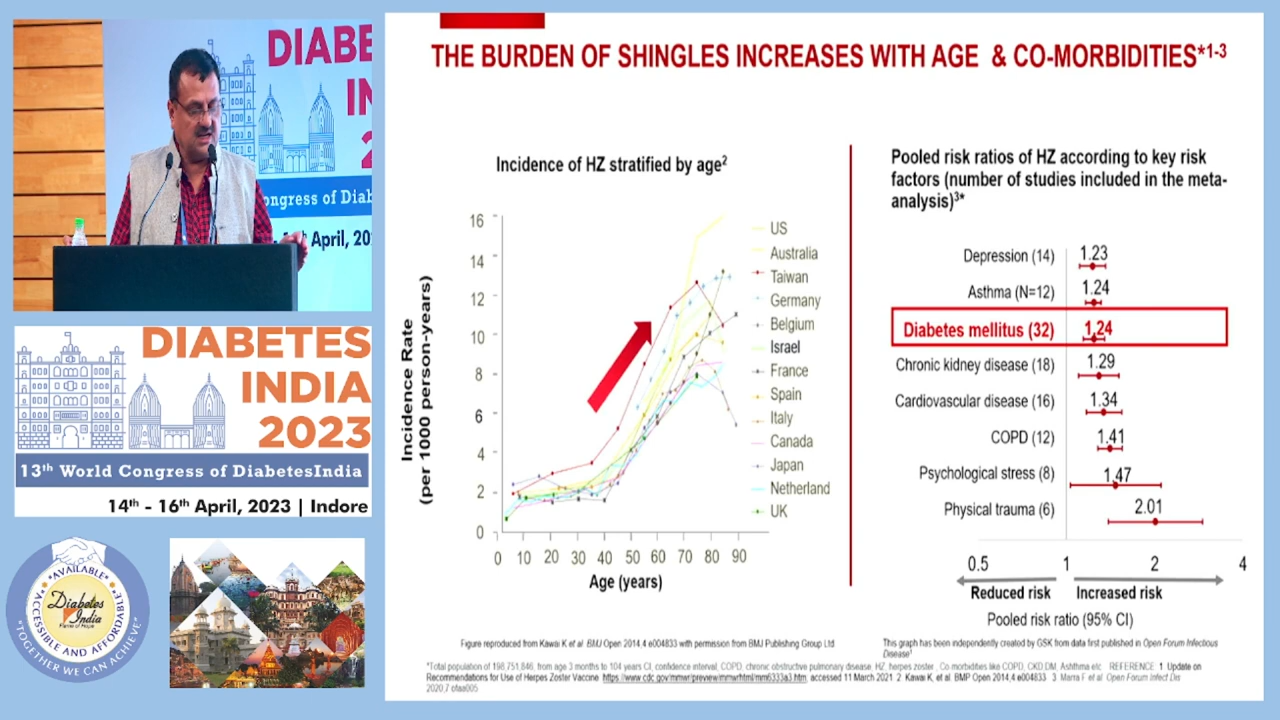 DIABE
IN
2
ongress of Diab
April, 20
DIABETES
INDIA
2023
13th World Congress of DiabetesIndia
14th - 16th April, 2023 | Indore
*AVAILABLE*
*ACCESSIBLE AND AFFORDABLE*
Diabetes
India
"TOGETHER WE CAN ACHIEVE"
THE BURDEN OF SHINGLES INCREASES WITH AGE & CO-MORBIDITIES*1-3
Incidence of HZ stratified by age2
Incidence Rate
(per 1000 person-years)
16
14
12
10
8
6
4
2
0
0 10 20 30 40 50 60 70 80 90
Age (years)
US
Australia
Taiwan
Germany
Belgium
Israel
France
Spain
Italy
Canada
Japan
Netherland
UK
Pooled risk ratios of HZ according to key risk
factors (number of studies included in the meta-
analysis)3*
Depression (14) 1.23
Asthma (N=12) 1.24
Diabetes mellitus (32) 1.24
Chronic kidney disease (18) 1.29
Cardiovascular disease (16) 1.34
COPD (12) 1.41
Psychological stress (8) 1.47
Physical trauma (6) 2.01
0.5 1 2 4
Reduced risk Increased risk
Pooled risk ratio (95% CI)
Figure reproduced from Kawai K et al. BMJ Open 2014,4 e004833 with permission from BMJ Publishing Group Ltd
This graph has been independently created by GSK from data first published in Open Forum Infectious
Disease
*Total population of 198,751,846, from age 3 months to 104 years CI, confidence interval, COPD, chronic obstructive pulmonary disease, HZ, herpes zoster , Co morbidities like COPD, CKD,DM, Ashthma etc REFERENCE 1 Update on
Recommendations for Use of Herpes Zoster Vaccine https://www.cdc.gov/mmwr/preview/mmwrhtml/mm6333a3.htm, accessed 11 March 2021 2 Kawai K, et al. BMP Open 2014,4 e004833 3 Marra F et al Open Forum Infect Dis
2020,7 ofaa005